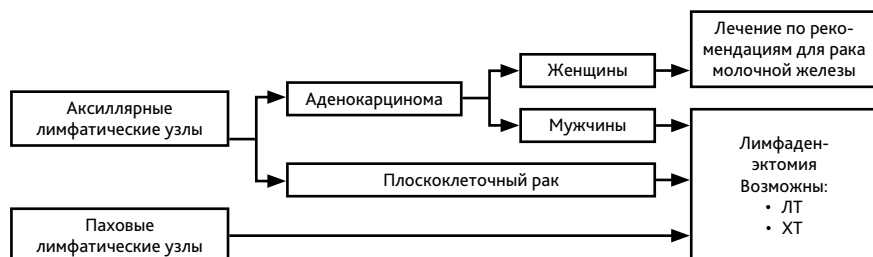 Аксиллярные
лимфатические узлы
Аденокарцинома
Женщины
Лечение по реко-
мендациям для рака
молочной железы
Мужчины
Плоскоклеточный рак
Лимфаден-
эктомия
Возможны:
• ЛТ
• ХТ
Паховые
лимфатические узлы